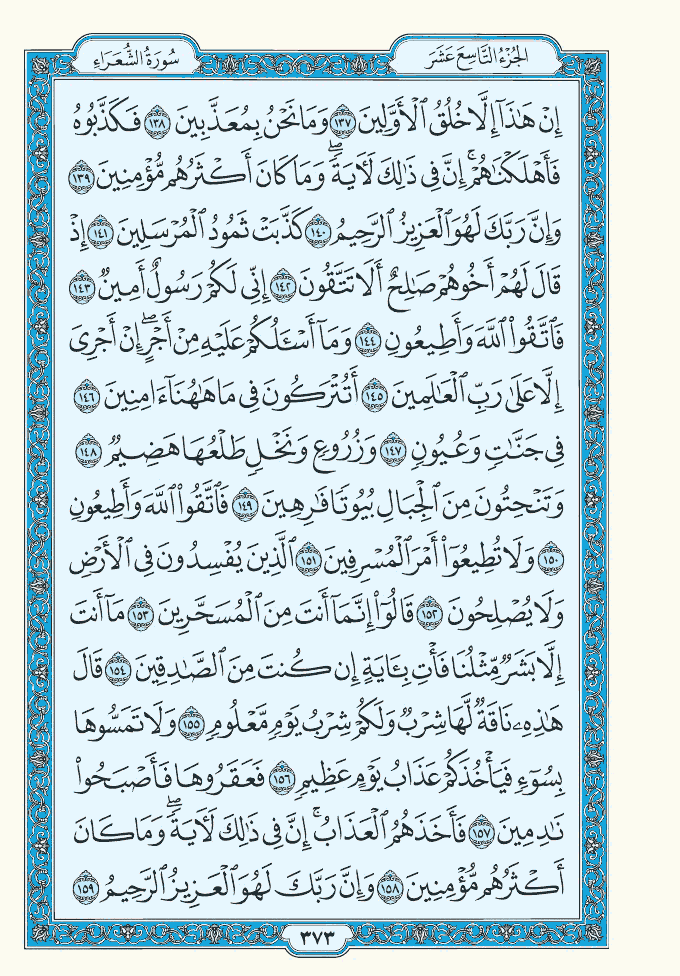 الجُزْءُ التَّاسِعَ عَشَرَ
سُورَةُ الشُّعَرَاءِ
إِنْ هَٰذَآ إِلَّا خُلُقُ ٱلْأَوَّلِينَ ١٣٧ وَمَا نَحْنُ بِمُعَذَّبِينَ ١٣٨ فَكَذَّبُوهُ
فَأَهْلَكْنَٰهُمْ ۚ إِنَّ فِى ذَٰلِكَ لَءَايَةً ۖ وَمَا كَانَ أَكْثَرُهُم مُّؤْمِنِينَ ١٣٩
وَإِنَّ رَبَّكَ لَهُوَ ٱلْعَزِيزُ ٱلرَّحِيمُ ١٤٠ كَذَّبَتْ ثَمُودُ ٱلْمُرْسَلِينَ ١٤١ إِذْ
قَالَ لَهُمْ أَخُوهُمْ صَٰلِحٌ أَلَا تَتَّقُونَ ١٤٢ إِنِّى لَكُمْ رَسُولٌ أَمِينٌ ١٤٣
فَٱتَّقُوا۟ ٱللَّهَ وَأَطِيعُونِ ١٤٤ وَمَآ أَسْـَٔلُكُمْ عَلَيْهِ مِنْ أَجْرٍ ۖ إِنْ أَجْرِىَ
إِلَّا عَلَىٰ رَبِّ ٱلْعَٰلَمِينَ ١٤٥ أَتُتْرَكُونَ فِى مَا هَٰهُنَآ ءَامِنِينَ ١٤٦
فِى جَنَّٰتٍ وَعُيُونٍ ١٤٧ وَزُرُوعٍ وَنَخْلٍ طَلْعُهَا هَضِيمٌ ١٤٨
وَتَنْحِتُونَ مِنَ ٱلْجِبَالِ بُيُوتًا فَٰرِهِينَ ١٤٩ فَٱتَّقُوا۟ ٱللَّهَ وَأَطِيعُونِ
١٥٠ وَلَا تُطِيعُوٓا۟ أَمْرَ ٱلْمُسْرِفِينَ ١٥١ ٱلَّذِينَ يُفْسِدُونَ فِى ٱلْأَرْضِ
وَلَا يُصْلِحُونَ ١٥٢ قَالُوٓا۟ إِنَّمَآ أَنتَ مِنَ ٱلْمُسَحَّرِينَ ١٥٣ مَآ أَنتَ
إِلَّا بَشَرٌ مِّثْلُنَا فَأْتِ بِـَٔايَةٍ إِن كُنتَ مِنَ ٱلصَّٰدِقِينَ ١٥٤ قَالَ
هَٰذِهِۦ نَاقَةٌ لَّهَا شِرْبٌ وَلَكُمْ شِرْبُ يَوْمٍ مَّعْلُومٍ ١٥٥ وَلَا تَمَسُّوهَا
بِسُوٓءٍ فَيَأْخُذَكُمْ عَذَابُ يَوْمٍ عَظِيمٍ ١٥٦ فَعَقَرُوهَا فَأَصْبَحُوا۟
نَٰدِمِينَ ١٥٧ فَأَخَذَهُمُ ٱلْعَذَابُ ۚ إِنَّ فِى ذَٰلِكَ لَءَايَةً ۖ وَمَا كَانَ
أَكْثَرُهُم مُّؤْمِنِينَ ١٥٨ وَإِنَّ رَبَّكَ لَهُوَ ٱلْعَزِيزُ ٱلرَّحِيمُ ١٥٩
٣٧٣